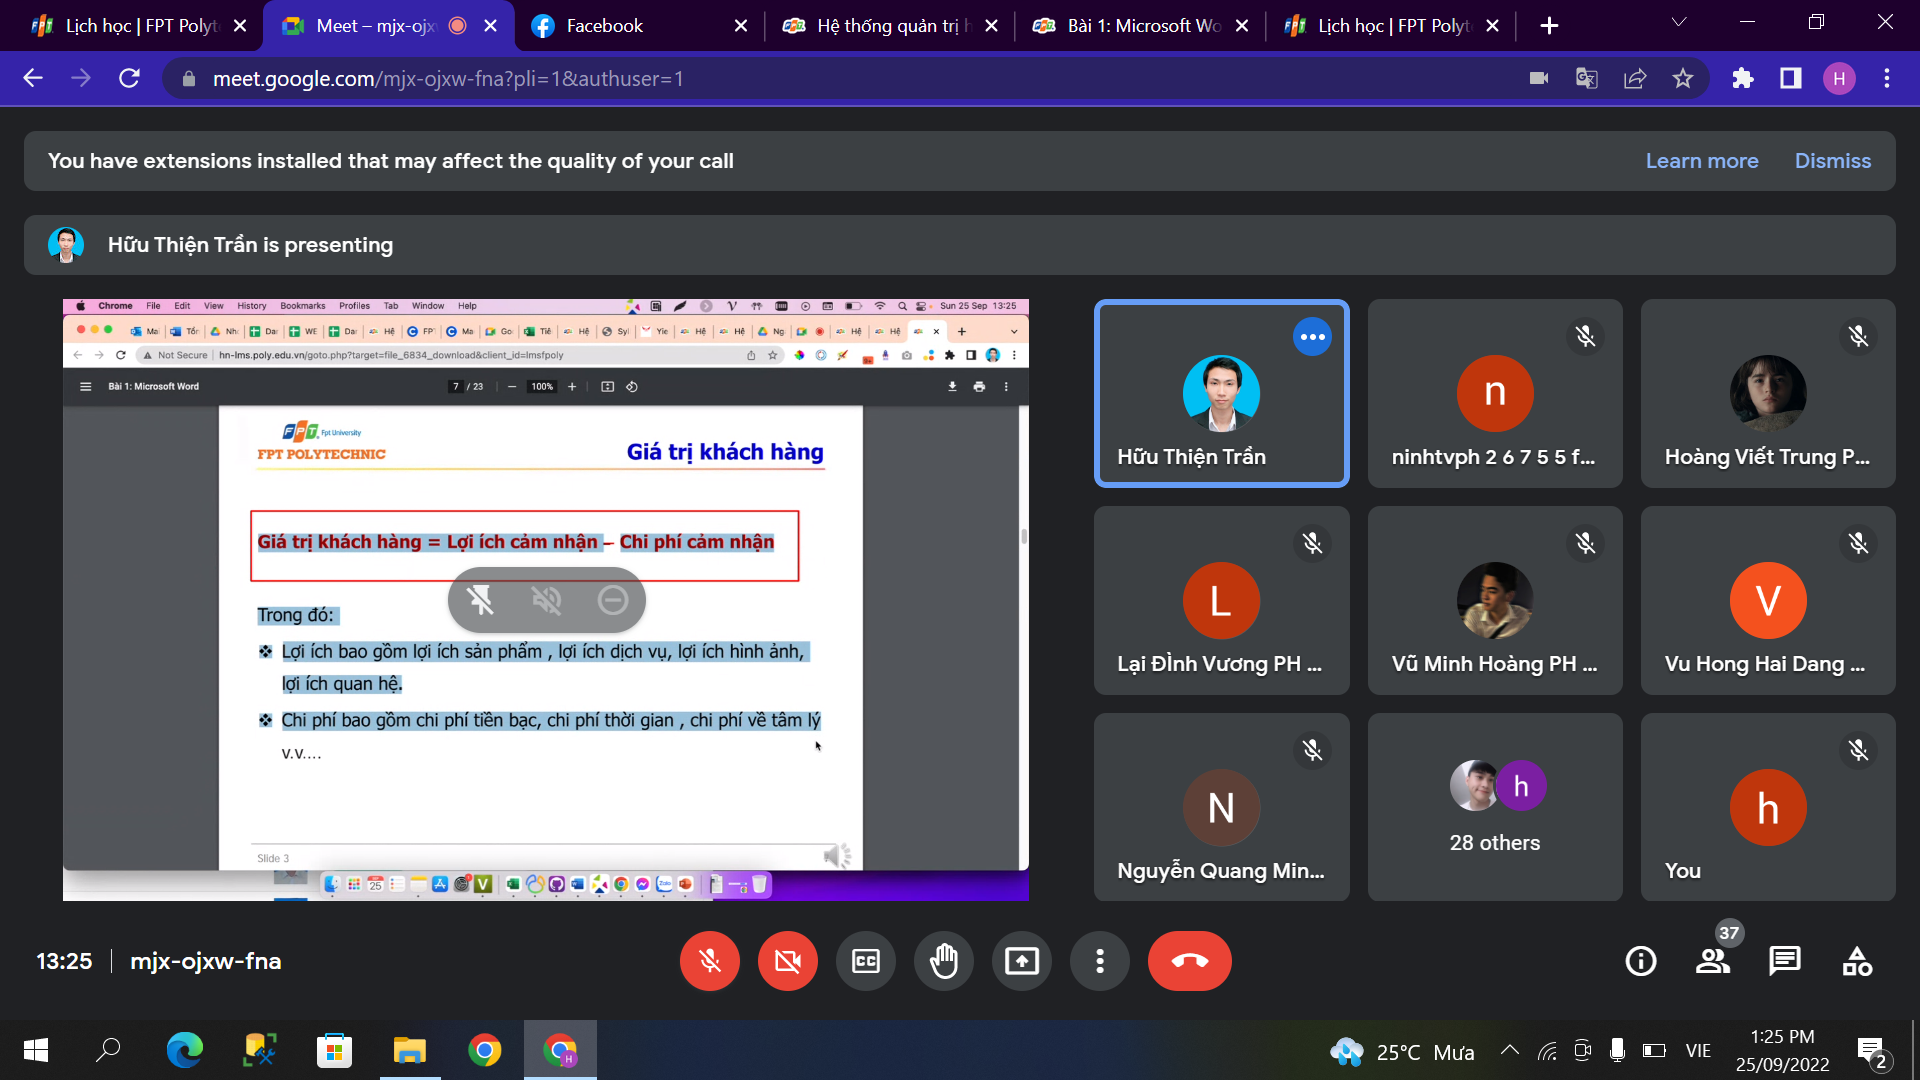 Lịch học | FPT Polyte
Meet – mjx-ojx
Facebook
Hệ thống quản trị h
Bài 1: Microsoft Wo
Lịch học | FPT Polyte
meet.google.com/mjx-ojxw-fna?pli=1&authuser=1
H
You have extensions installed that may affect the quality of your call
Learn more
Dismiss
Hữu Thiện Trần is presenting
Chrome File Edit View History Bookmarks Profiles Tab Window Help
Sun 25 Sep 13:25
Not Secure | hn-lms.poly.edu.vn/goto.php?target=file_6834_download&client_id=lmsfpoly
Bài 1: Microsoft Word
7 / 23
100%
FPT Fpt University
FPT POLYTECHNIC
Giá trị khách hàng
Giá trị khách hàng = Lợi ích cảm nhận – Chi phí cảm nhận
Trong đó:
❖ Lợi ích bao gồm lợi ích sản phẩm , lợi ích dịch vụ, lợi ích hình ảnh,
lợi ích quan hệ.
❖ Chi phí bao gồm chi phí tiền bạc, chi phí thời gian , chi phí về tâm lý
v.v....
Slide 3
Hữu Thiện Trần
n
ninhtvph 2 6 7 5 5 f...
Hoàng Viết Trung P...
L
Lại ĐÌnh Vương PH ...
Vũ Minh Hoàng PH ...
V
Vu Hong Hai Dang ...
N
Nguyễn Quang Min...
h
28 others
h
You
13:25
mjx-ojxw-fna
37
25°C Mưa
VIE
1:25 PM
25/09/2022
2